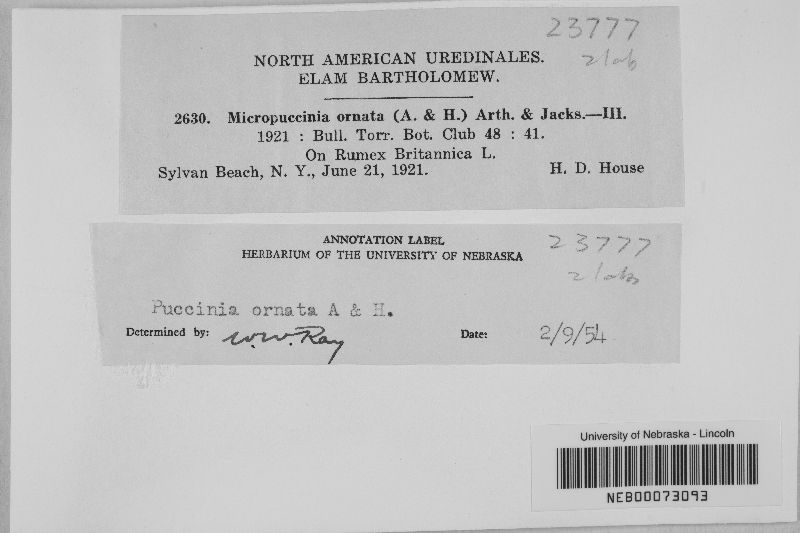 23777
NORTH AMERICAN UREDINALES.
ELAM BARTHOLOMEW.
2630. Micropuccinia ornata (A. & H.) Arth. & Jacks.—III.
1921 : Bull. Torr. Bot. Club 48 : 41.
On Rumex Britannica L.
Sylvan Beach, N. Y., June 21, 1921. H. D. House
ANNOTATION LABEL
23777
HERBARIUM OF THE UNIVERSITY OF NEBRASKA
Puccinia ornata A & H.
Determined by: W.W. Ray Date: 2/9/54
University of Nebraska - Lincoln
NEB00073093